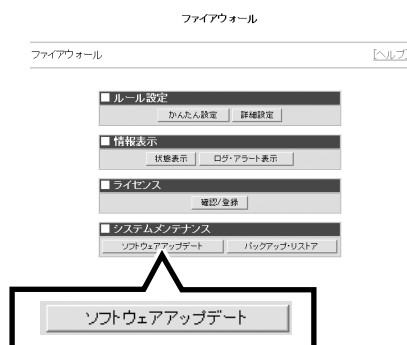 ファイアウォール
ファイアウォール [ヘルプ]
■ ルール設定
かんたん設定 詳細設定
■ 情報表示
状態表示 ログ・アラート表示
■ ライセンス
確認/登録
■ システムメンテナンス
ソフトウェアアップデート バックアップ・リストア
ソフトウェアアップデート